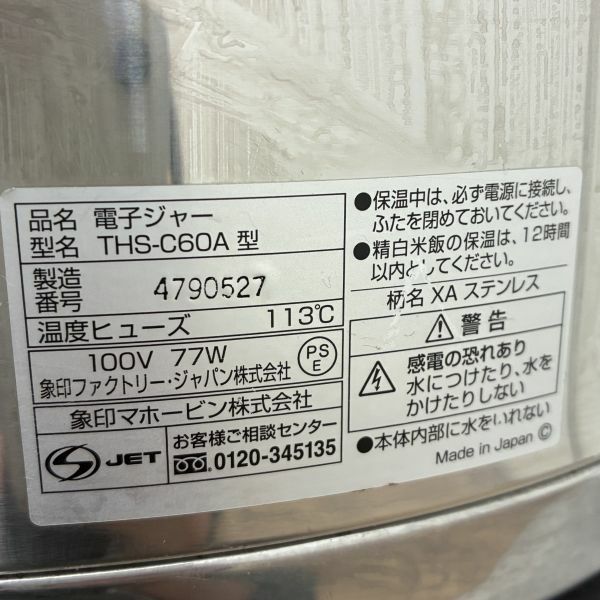 品名 電子ジャー
型名 THS-C60A 型
製造番号 4790527
温度ヒューズ 113℃
100V 77W
PSE
象印ファクトリー・ジャパン株式会社
象印マホービン株式会社
JET
お客様ご相談センター
0120-345135
●保温中は、必ず電源に接続し、
ふたを閉めておいてください。
●精白米飯の保温は、12時間
以内としてください。
柄名 XA ステンレス
警告
感電の恐れあり
水につけたり、水を
かけたりしない
●本体内部に水をいれない
Made in Japan Ⓒ